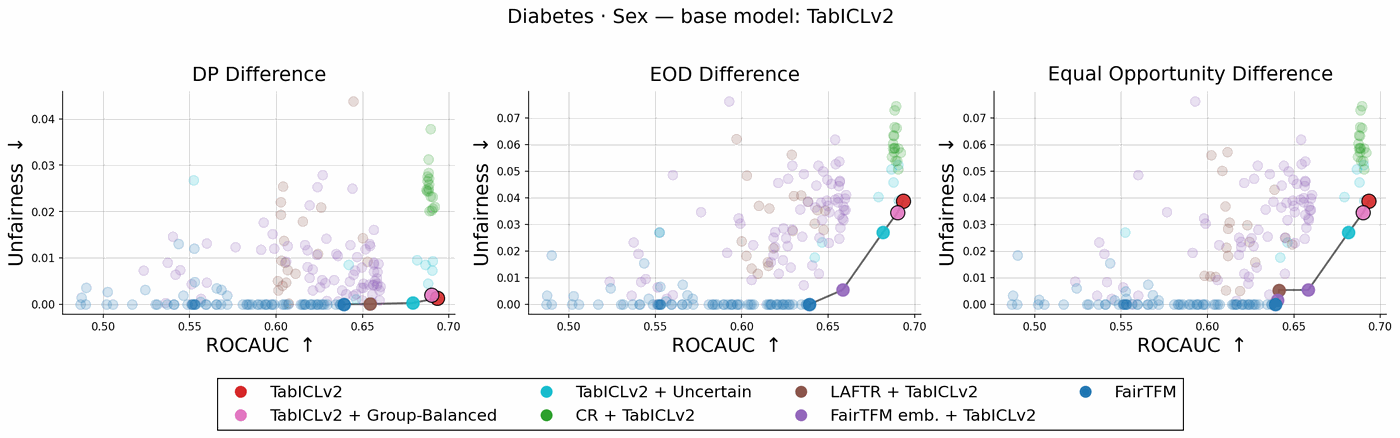 Diabetes · Sex — base model: TabICLv2
DP Difference
EOD Difference
Equal Opportunity Difference
Unfairness ↓
0.04
0.03
0.02
0.01
0.00
0.50
0.55
0.60
0.65
0.70
ROCAUC ↑
Unfairness ↓
0.07
0.06
0.05
0.04
0.03
0.02
0.01
0.00
0.50
0.55
0.60
0.65
0.70
ROCAUC ↑
Unfairness ↓
0.07
0.06
0.05
0.04
0.03
0.02
0.01
0.00
0.50
0.55
0.60
0.65
0.70
ROCAUC ↑
TabICLv2
TabICLv2 + Group-Balanced
TabICLv2 + Uncertain
CR + TabICLv2
LAFTR + TabICLv2
FairTFM emb. + TabICLv2
FairTFM